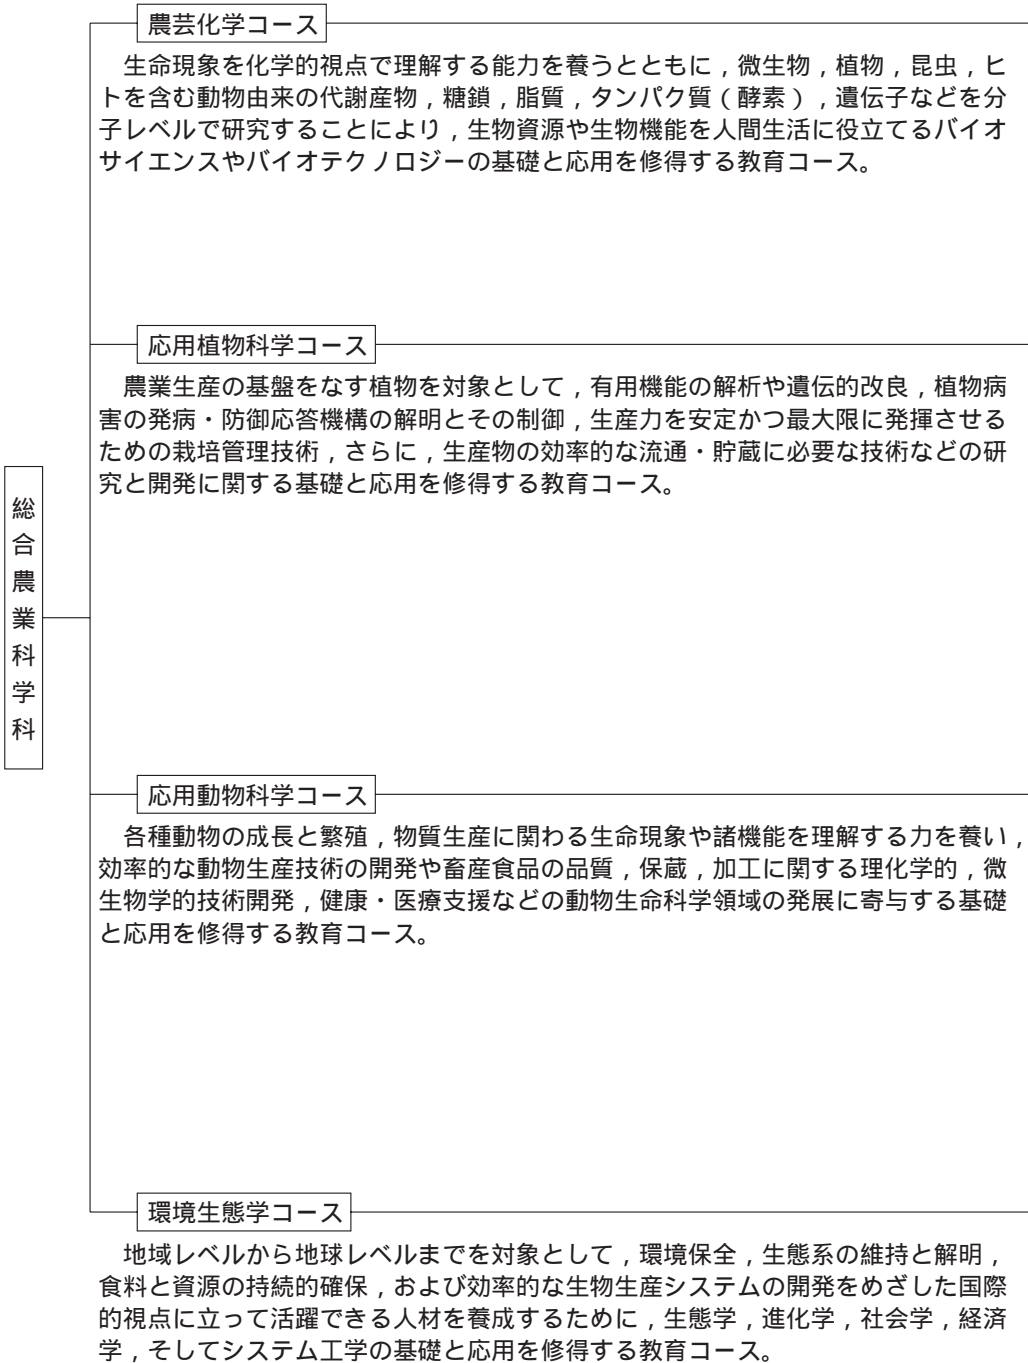 総合農業科学科
農芸化学コース
生命現象を化学的視点で理解する能力を養うとともに，微生物，植物，昆虫，ヒ
トを含む動物由来の代謝産物，糖鎖，脂質，タンパク質（酵素），遺伝子などを分
子レベルで研究することにより，生物資源や生物機能を人間生活に役立てるバイオ
サイエンスやバイオテクノロジーの基礎と応用を修得する教育コース。
応用植物科学コース
農業生産の基盤をなす植物を対象として，有用機能の解析や遺伝的改良，植物病
害の発病・防御応答機構の解明とその制御，生産力を安定かつ最大限に発揮させる
ための栽培管理技術，さらに，生産物の効率的な流通・貯蔵に必要な技術などの研
究と開発に関する基礎と応用を修得する教育コース。
応用動物科学コース
各種動物の成長と繁殖，物質生産に関わる生命現象や諸機能を理解する力を養い，
効率的な動物生産技術の開発や畜産食品の品質，保蔵，加工に関する理化学的，微
生物学的技術開発，健康・医療支援などの動物生命科学領域の発展に寄与する基礎
と応用を修得する教育コース。
環境生態学コース
地域レベルから地球レベルまでを対象として，環境保全，生態系の維持と解明，
食料と資源の持続的確保，および効率的な生物生産システムの開発をめざした国際
的視点に立って活躍できる人材を養成するために，生態学，進化学，社会学，経済
学，そしてシステム工学の基礎と応用を修得する教育コース。